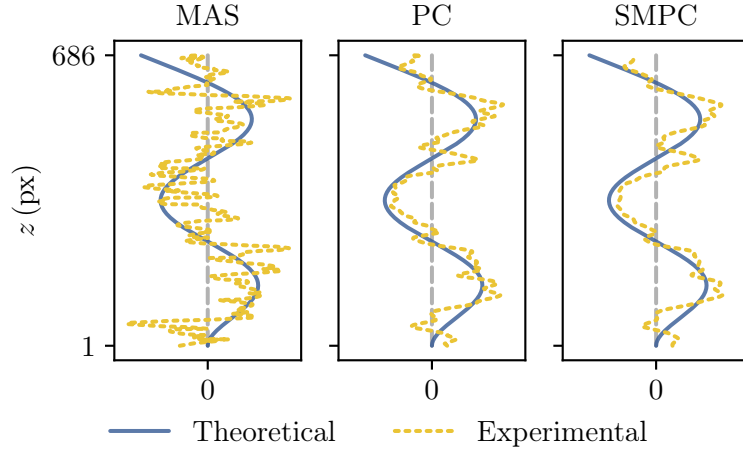 MAS PC SMPC
686
z (px)
1
0 0 0
Theoretical Experimental